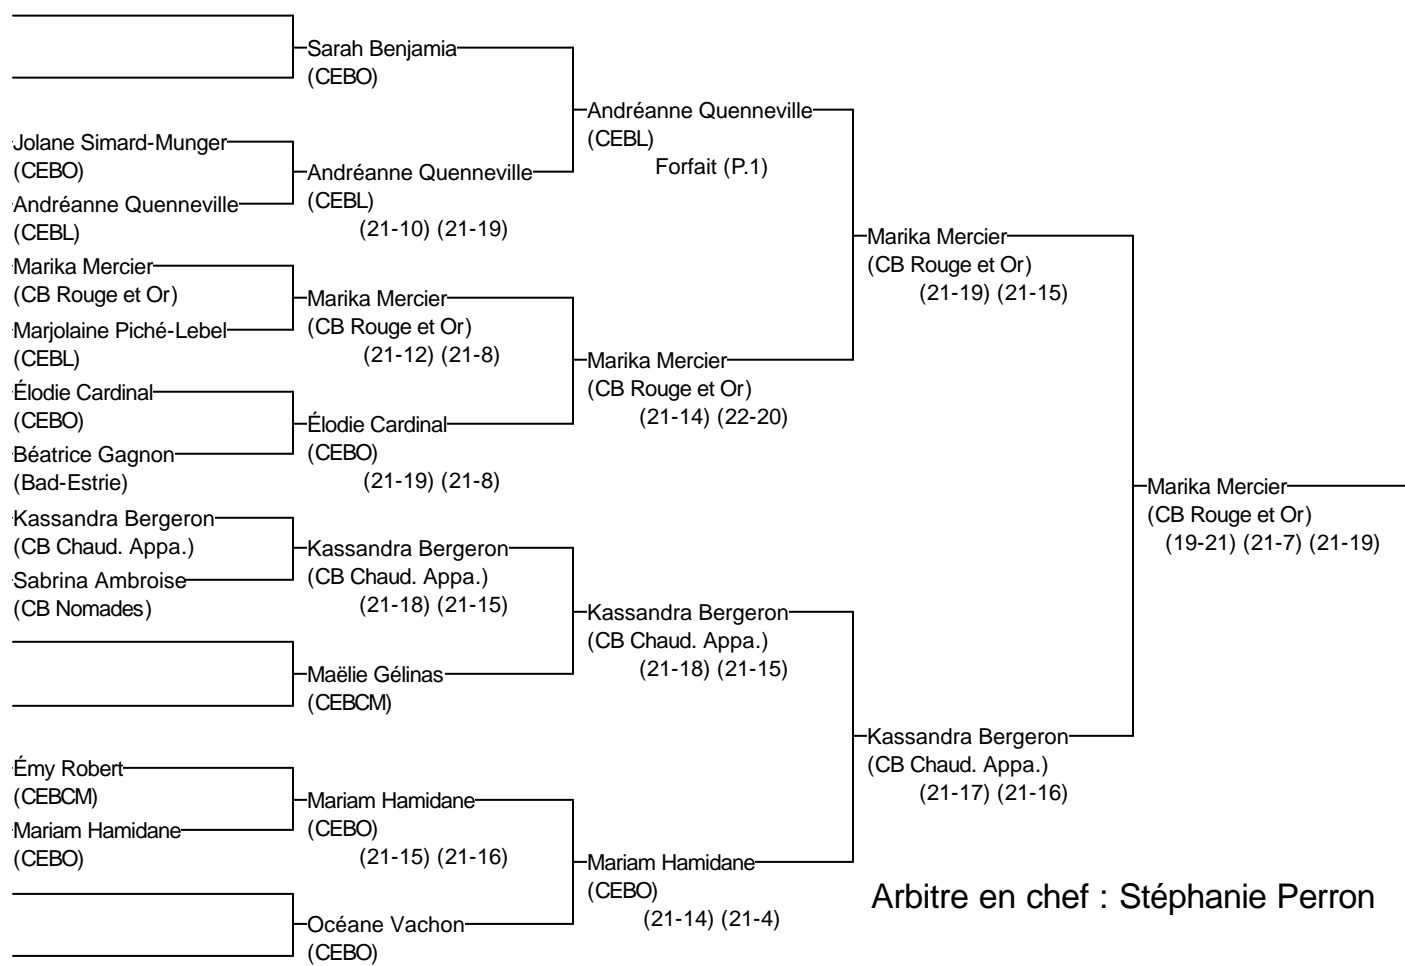 Sarah Benjamia
(CEBO)
Andréanne Quenneville
(CEBL)
Forfait (P.1)
Jolane Simard-Munger
(CEBO)
Andréanne Quenneville
(CEBL)
(21-10) (21-19)
Andréanne Quenneville
(CEBL)
Marika Mercier
(CB Rouge et Or)
(21-19) (21-15)
Marika Mercier
(CB Rouge et Or)
Marika Mercier
(CB Rouge et Or)
(21-12) (21-8)
Marjolaine Piché-Lebel
(CEBL)
Marika Mercier
(CB Rouge et Or)
(21-14) (22-20)
Élodie Cardinal
(CEBO)
Élodie Cardinal
(CEBO)
(21-19) (21-8)
Béatrice Gagnon
(Bad-Estrie)
Marika Mercier
(CB Rouge et Or)
(19-21) (21-7) (21-19)
Kassandra Bergeron
(CB Chaud. Appa.)
Kassandra Bergeron
(CB Chaud. Appa.)
(21-18) (21-15)
Sabrina Ambroise
(CB Nomades)
Kassandra Bergeron
(CB Chaud. Appa.)
(21-18) (21-15)
Maëlie Gélinas
(CEBCM)
Kassandra Bergeron
(CB Chaud. Appa.)
(21-17) (21-16)
Émy Robert
(CEBCM)
Mariam Hamidane
(CEBO)
(21-15) (21-16)
Mariam Hamidane
(CEBO)
Mariam Hamidane
(CEBO)
(21-14) (21-4)
Arbitre en chef : Stéphanie Perron
Océane Vachon
(CEBO)